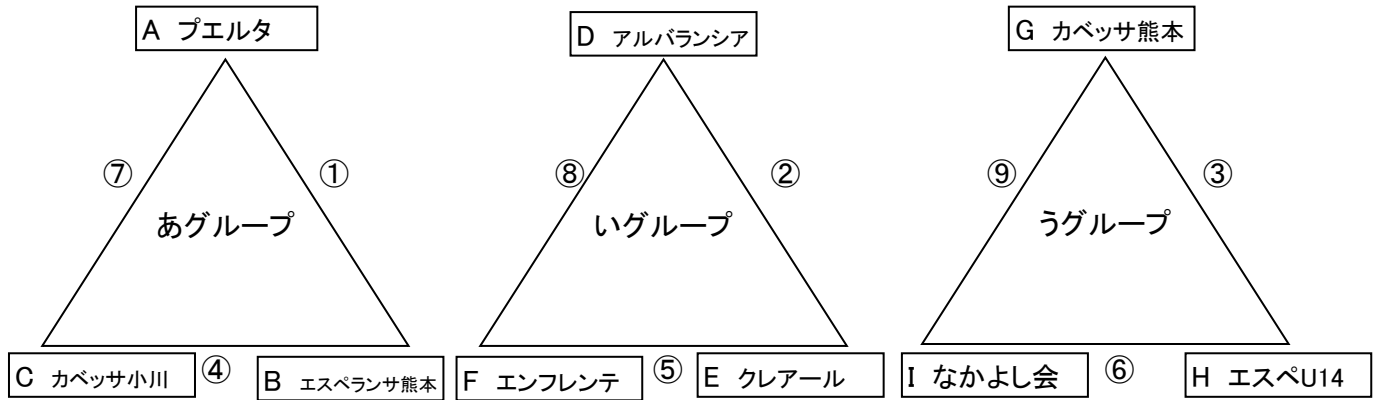 A プエルタ
D アルバランシア
G カベッサ熊本
⑦
①
⑧
②
⑨
③
あグループ
いグループ
うグループ
C カベッサ小川
④
B エスペランサ熊本
F エンフレンテ
⑤
E クレアール
I なかよし会
⑥
H エスペU14